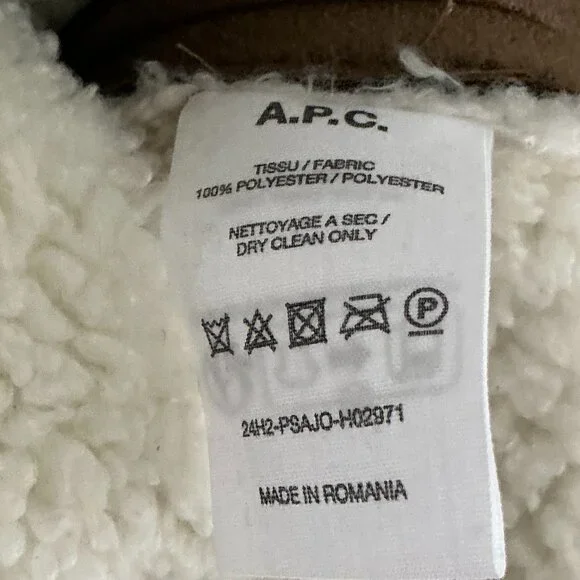 A.P.C.
TISSU / FABRIC
100% POLYESTER / POLYESTER
NETTOYAGE A SEC /
DRY CLEAN ONLY
P
24H2-PSAJO-H02971
MADE IN ROMANIA